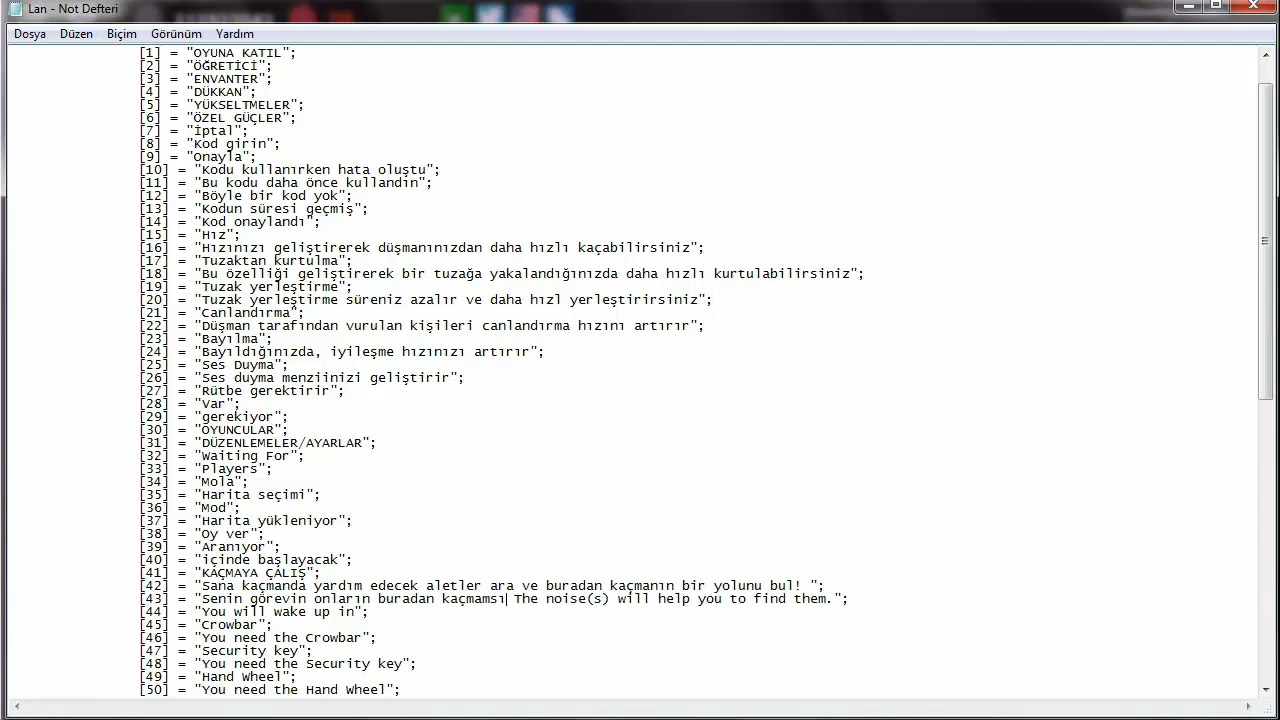 Lan - Not Defteri
Dosya Düzen Biçim Görünüm Yardım
[1] = "OYUNA KATIL";
[2] = "ÖĞRETİCİ";
[3] = "ENVANTER";
[4] = "DÜKKAN";
[5] = "YÜKSELTMELER";
[6] = "ÖZEL GÜÇLER";
[7] = "İptal";
[8] = "Kod girin";
[9] = "Onayla";
[10] = "Kodu kullanırken hata oluştu";
[11] = "Bu kodu daha önce kullandın";
[12] = "Böyle bir kod yok";
[13] = "Kodun süresi geçmiş";
[14] = "Kod onaylandı";
[15] = "Hız";
[16] = "Hızınızı geliştirerek düşmanınızdan daha hızlı kaçabilirsiniz";
[17] = "Tuzaktan kurtulma";
[18] = "Bu özelliği geliştirerek bir tuzağa yakalandığınızda daha hızlı kurtulabilirsiniz";
[19] = "Tuzak yerleştirme";
[20] = "Tuzak yerleştirme süreniz azalır ve daha hızl yerleştirirsiniz";
[21] = "Canlandırma";
[22] = "Düşman tarafından vurulan kişileri canlandırma hızını artırır";
[23] = "Bayılma";
[24] = "Bayıldığınızda, iyileşme hızınızı artırır";
[25] = "Ses Duyma";
[26] = "Ses duyma menziinizi geliştirir";
[27] = "Rütbe gerektirir";
[28] = "var";
[29] = "gerekiyor";
[30] = "OYUNCULAR";
[31] = "DÜZENLEMELER/AYARLAR";
[32] = "Waiting For";
[33] = "Players";
[34] = "Mola";
[35] = "Harita seçimi";
[36] = "Mod";
[37] = "Harita yükleniyor";
[38] = "Oy ver";
[39] = "Aranıyor";
[40] = "içinde başlayacak";
[41] = "KAÇMAYA ÇALIŞ";
[42] = "Sana kaçmanda yardım edecek aletler ara ve buradan kaçmanın bir yolunu bul! ";
[43] = "Senin görevin onların buradan kaçmamsı The noise(s) will help you to find them.";
[44] = "You will wake up in";
[45] = "Crowbar";
[46] = "You need the Crowbar";
[47] = "Security key";
[48] = "You need the Security key";
[49] = "Hand Wheel";
[50] = "You need the Hand Wheel";